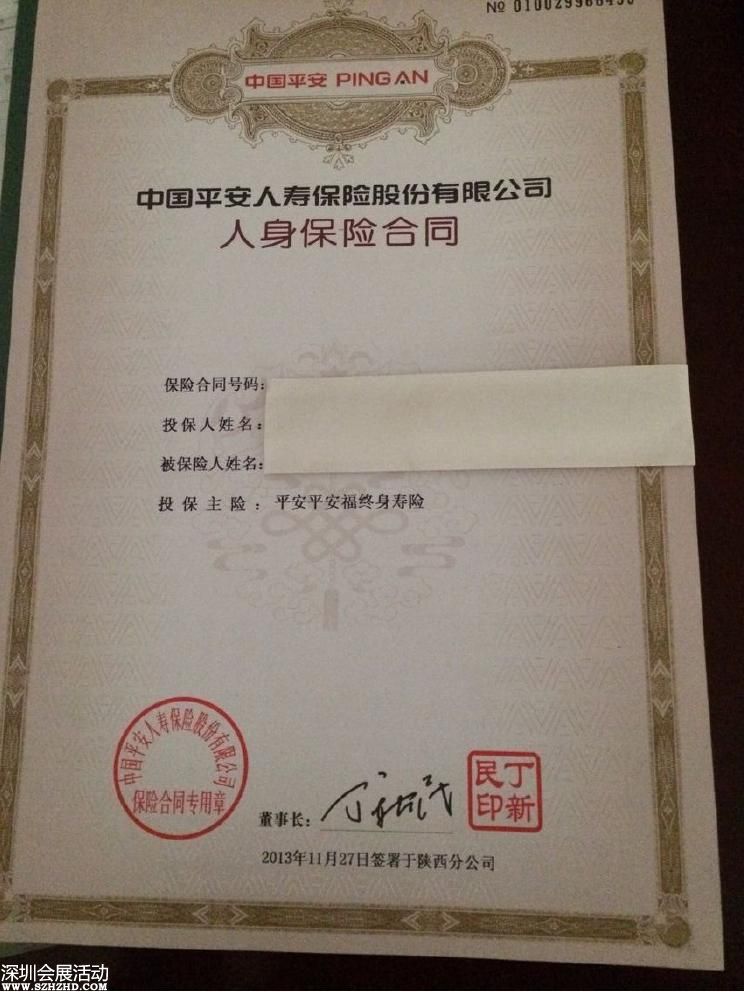 № 010029968430
中国平安 PING AN
中国平安人寿保险股份有限公司
人身保险合同
保险合同号码：
投保人姓名：
被保险人姓名：
投保主险：平安平安福终身寿险
中国平安人寿保险股份有限公司
保险合同专用章
董事长：
丁新民印
2013年11月27日签署于陕西分公司
深圳会展活动
WWW.SZHZHD.COM